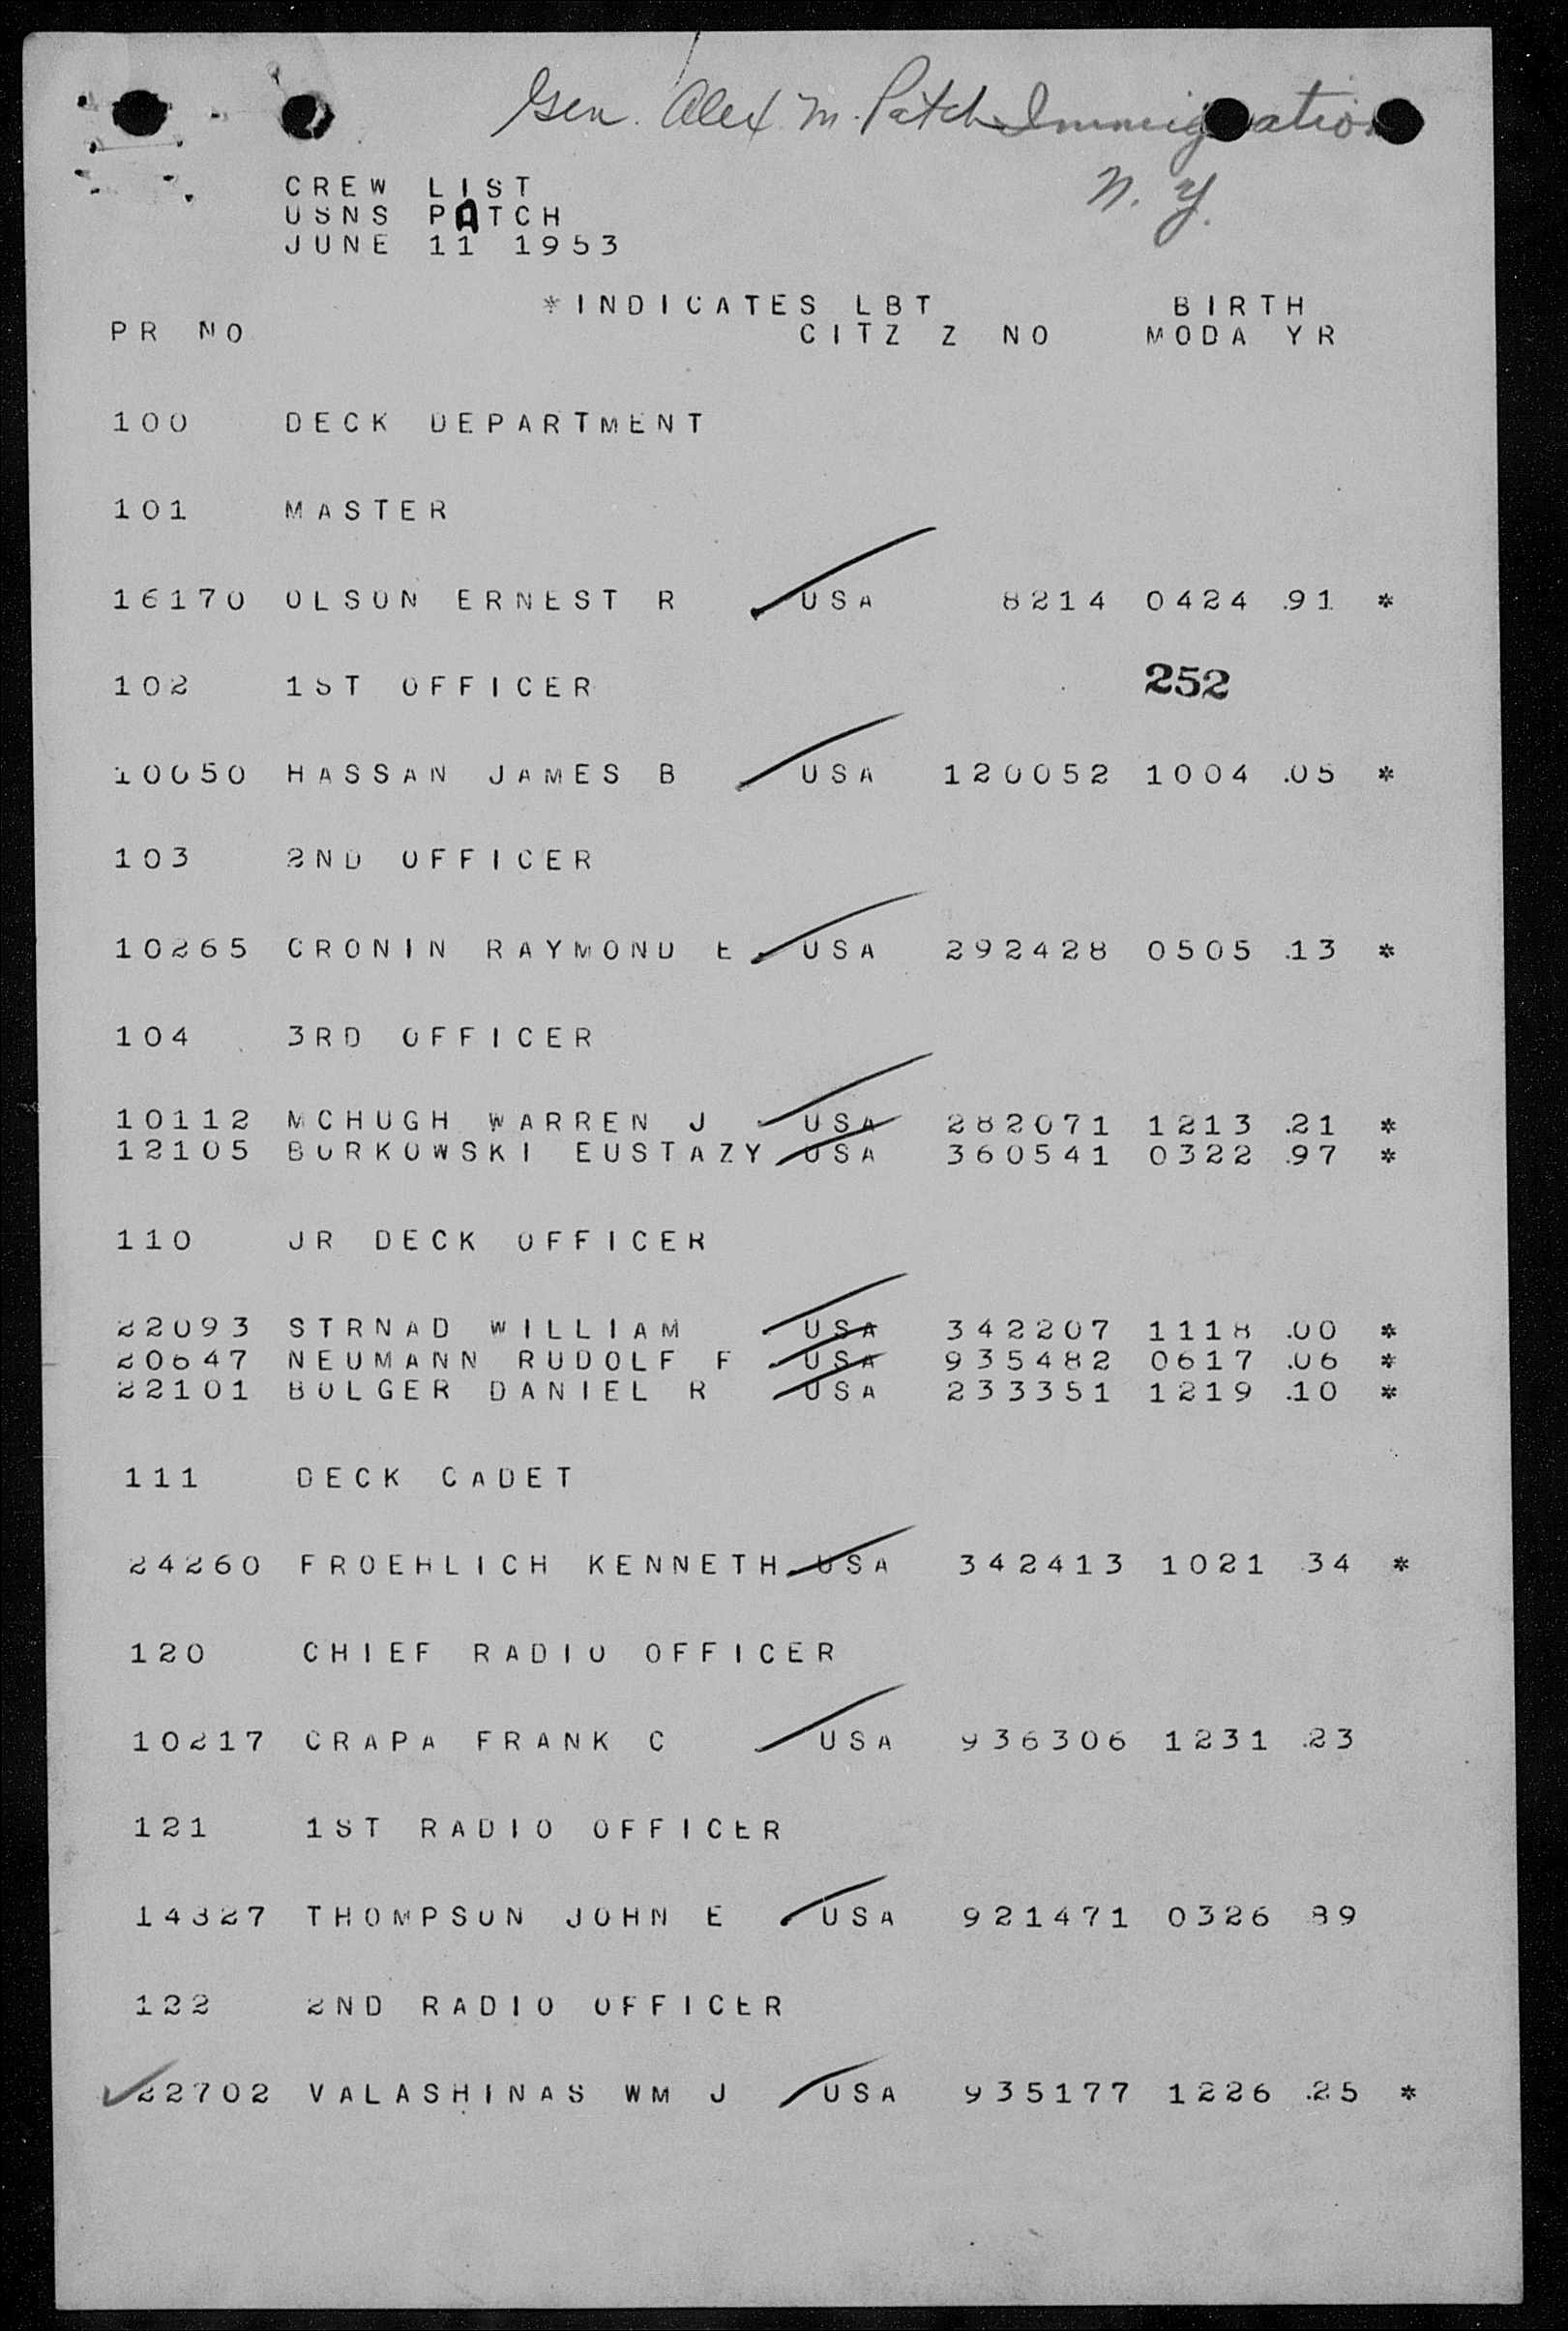 Gen. Alex M. Patch Immigration
N. Y.
CREW LIST
USNS PATCH
JUNE 11 1953
*INDICATES LBT BIRTH
PR NO CITZ Z NO MODA YR
100 DECK DEPARTMENT
101 MASTER
16170 OLSON ERNEST R USA 8214 0424 .91 *
102 1ST OFFICER 252
10050 HASSAN JAMES B USA 120052 1004 .05 *
103 2ND OFFICER
10265 CRONIN RAYMOND E USA 292428 0505 .13 *
104 3RD OFFICER
10112 MCHUGH WARREN J USA 282071 1213 .21 *
12105 BORKOWSKI EUSTAZY USA 360541 0322 .97 *
110 JR DECK OFFICER
22093 STRNAD WILLIAM USA 342207 1118 .00 *
20647 NEUMANN RUDOLF F USA 935482 0617 .06 *
22101 BOLGER DANIEL R USA 233351 1219 .10 *
111 DECK CADET
24260 FROEHLICH KENNETH USA 342413 1021 .34 *
120 CHIEF RADIO OFFICER
10217 CRAPA FRANK C USA 936306 1231 .23
121 1ST RADIO OFFICER
14327 THOMPSON JOHN E USA 921471 0326 89
122 2ND RADIO OFFICER
22702 VALASHINAS WM J USA 935177 1226 .25 *